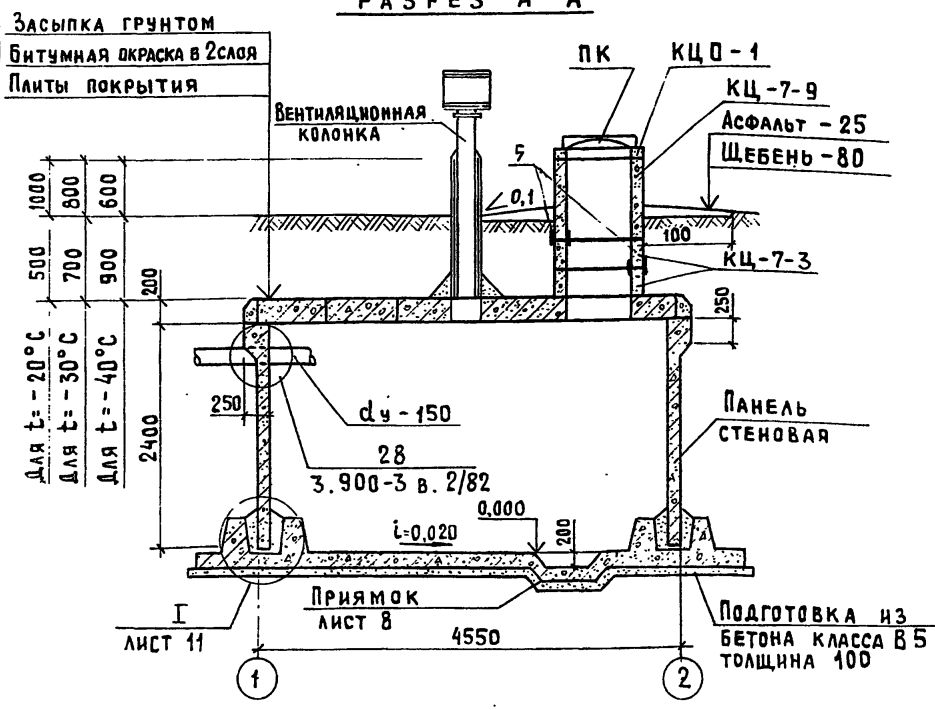 РАЗРЕЗ А-А
Засыпка грунтом
Битумная окраска в 2 слоя
Плиты покрытия
Вентиляционная
колонка
ПК
КЦО-1
КЦ-7-9
Асфальт - 25
Щебень - 80
5
0,1
100
КЦ-7-3
1000
800
600
500
700
900
200
Для t = -20°С
Для t = -30°С
Для t = -40°С
2400
250
250
dу-150
28
3.900-3 в. 2/82
Панель
стеновая
0,000
i=0,020
200
Приямок
лист 8
I
лист 11
4550
Подготовка из
бетона класса В5
толщина 100
1
2